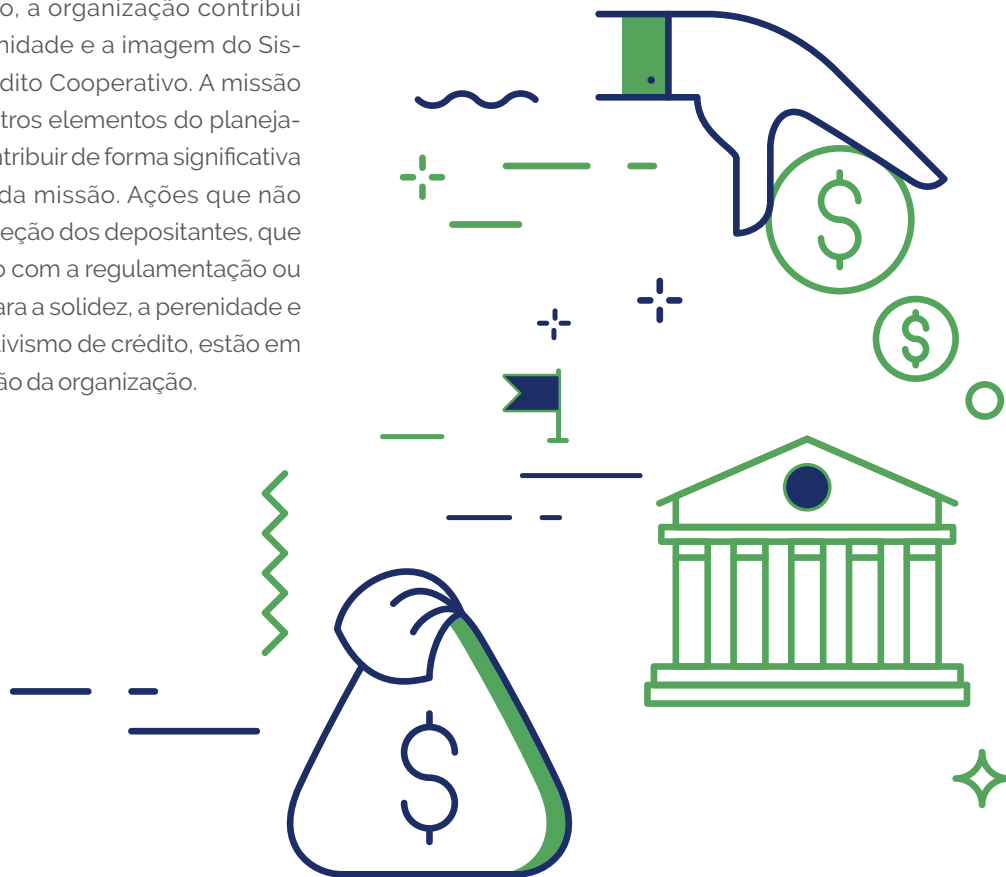 o, a organização contribui
nidade e a imagem do Sis-
dito Cooperativo. A missão
tros elementos do planeja-
ntribuir de forma significativa
da missão. Ações que não
eção dos depositantes, que
o com a regulamentação ou
ara a solidez, a perenidade e
ivismo de crédito, estão em
ão da organização.